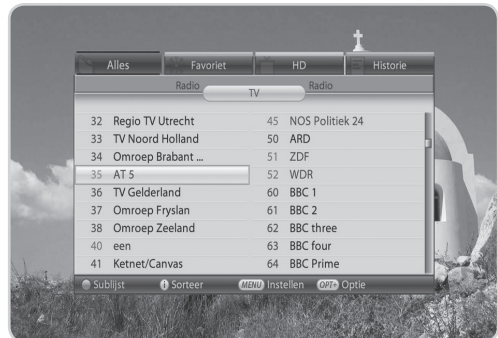 Alles Favoriet HD Historie
Radio TV Radio
32 Regio TV Utrecht
33 TV Noord Holland
34 Omroep Brabant ...
35 AT 5
36 TV Gelderland
37 Omroep Fryslan
38 Omroep Zeeland
40 een
41 Ketnet/Canvas
45 NOS Politiek 24
50 ARD
51 ZDF
52 WDR
60 BBC 1
61 BBC 2
62 BBC three
63 BBC four
64 BBC Prime
Sublijst i Sorteer MENU Instellen OPT+ Optie